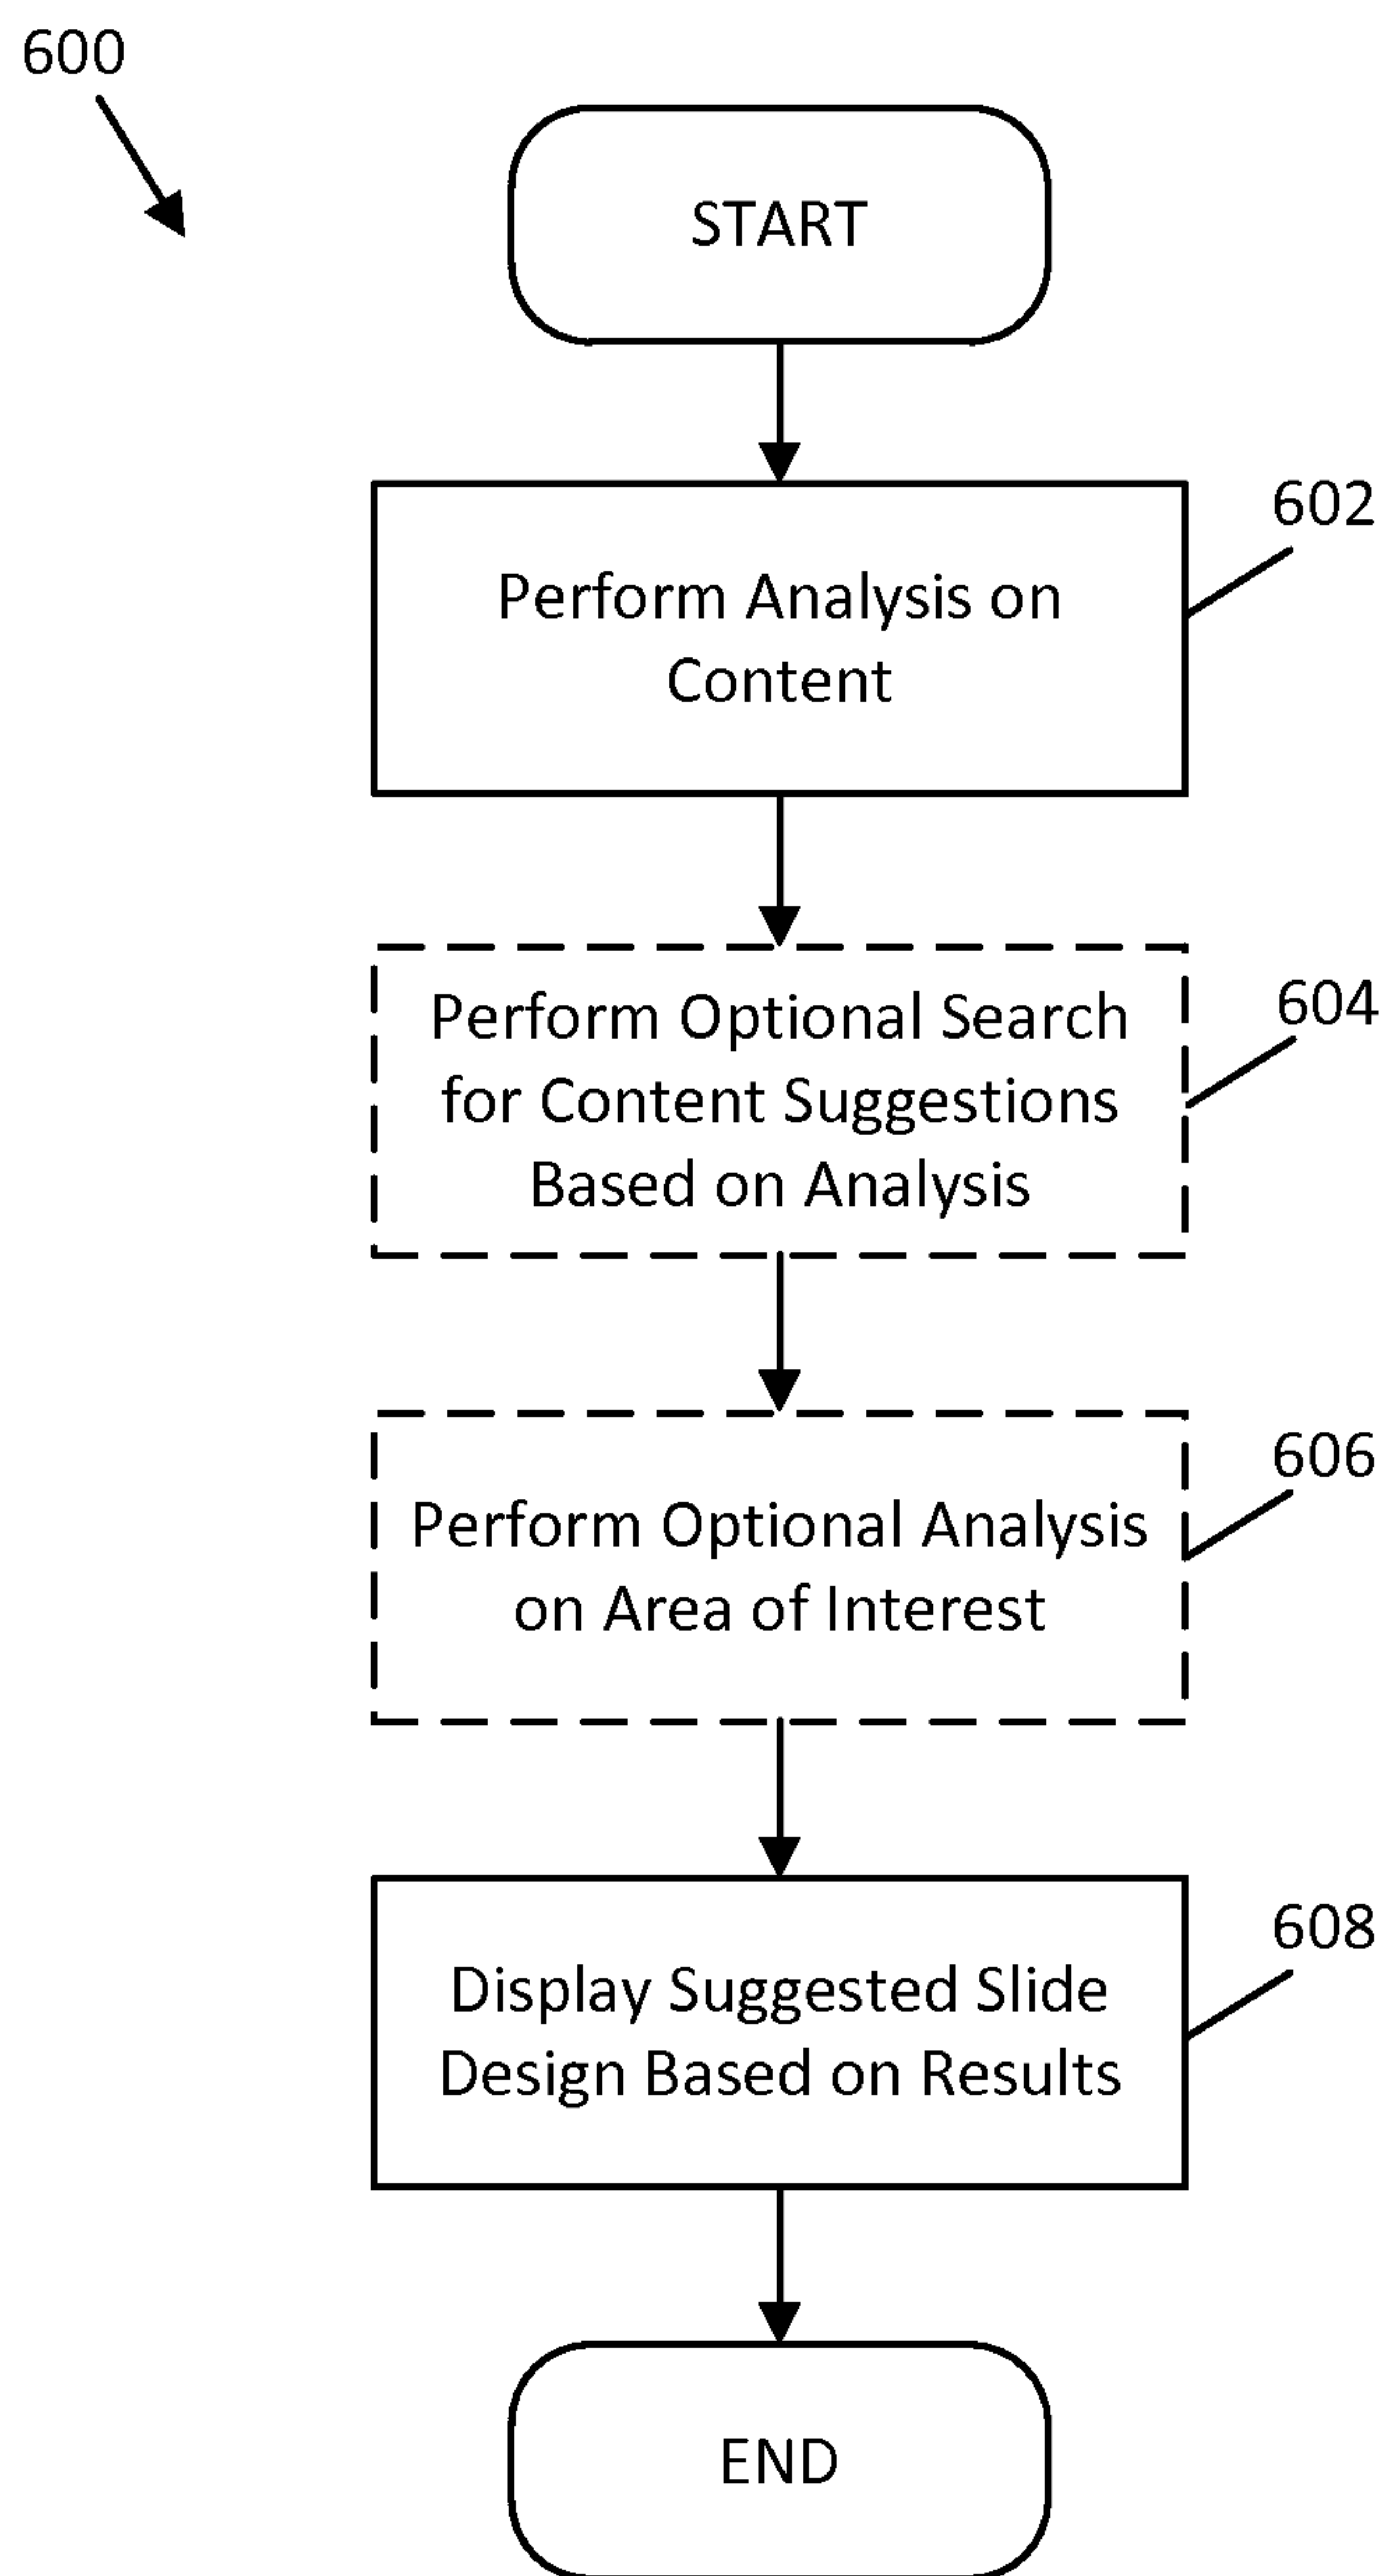 600
START
602
Perform Analysis on
Content
604
Perform Optional Search
for Content Suggestions
Based on Analysis
606
Perform Optional Analysis
on Area of Interest
608
Display Suggested Slide
Design Based on Results
END